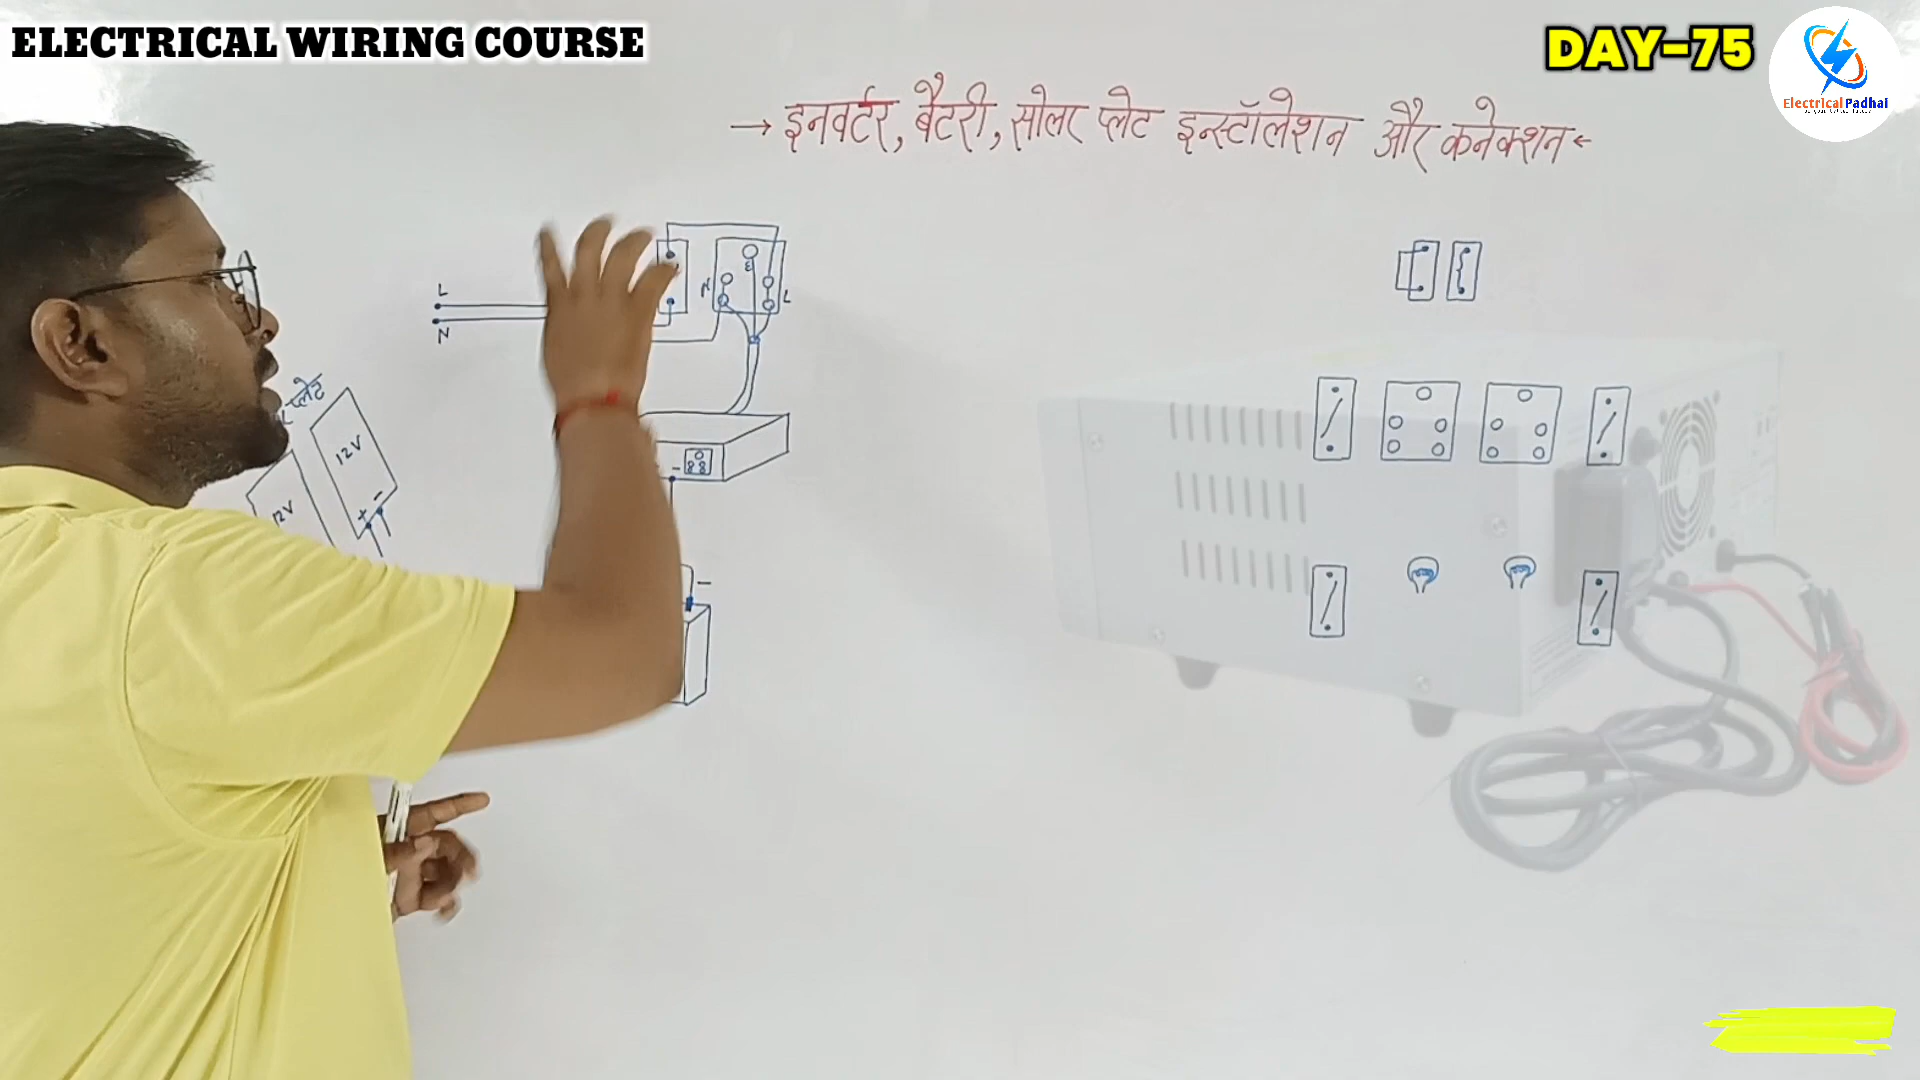 ELECTRICAL WIRING COURSE
DAY-75
Electrical Padhai
→ इनवर्टर, बैटरी, सोलर प्लेट इन्स्टॉलेशन और कनेक्शन ←
L
N
N
E
L
प्लेट
12V
12V
+ -
-
-